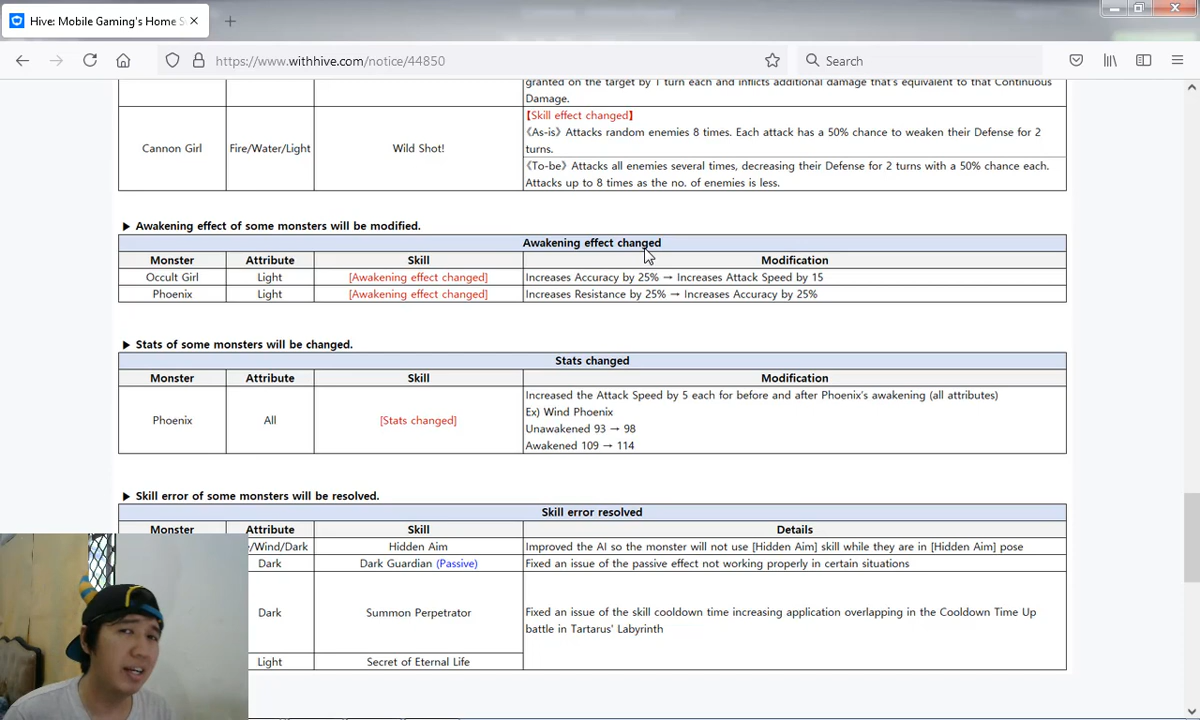 Hive: Mobile Gaming's Home S
https://www.withhive.com/notice/44850
Search
granted on the target by 1 turn each and inflicts additional damage that's equivalent to that Continuous
Damage.
Cannon Girl
Fire/Water/Light
Wild Shot!
【Skill effect changed】
《As-is》 Attacks random enemies 8 times. Each attack has a 50% chance to weaken their Defense for 2
turns.
《To-be》 Attacks all enemies several times, decreasing their Defense for 2 turns with a 50% chance each.
Attacks up to 8 times as the no. of enemies is less.
▶ Awakening effect of some monsters will be modified.
Awakening effect changed
Monster Attribute Skill Modification
Occult Girl Light [Awakening effect changed] Increases Accuracy by 25% → Increases Attack Speed by 15
Phoenix Light [Awakening effect changed] Increases Resistance by 25% → Increases Accuracy by 25%
▶ Stats of some monsters will be changed.
Stats changed
Monster Attribute Skill Modification
Phoenix
All
[Stats changed]
Increased the Attack Speed by 5 each for before and after Phoenix's awakening (all attributes)
Ex) Wind Phoenix
Unawakened 93 → 98
Awakened 109 → 114
▶ Skill error of some monsters will be resolved.
Skill error resolved
Monster Attribute Skill Details
/Wind/Dark Hidden Aim Improved the AI so the monster will not use [Hidden Aim] skill while they are in [Hidden Aim] pose
Dark Dark Guardian (Passive) Fixed an issue of the passive effect not working properly in certain situations
Dark Summon Perpetrator
Fixed an issue of the skill cooldown time increasing application overlapping in the Cooldown Time Up
battle in Tartarus' Labyrinth
Light Secret of Eternal Life